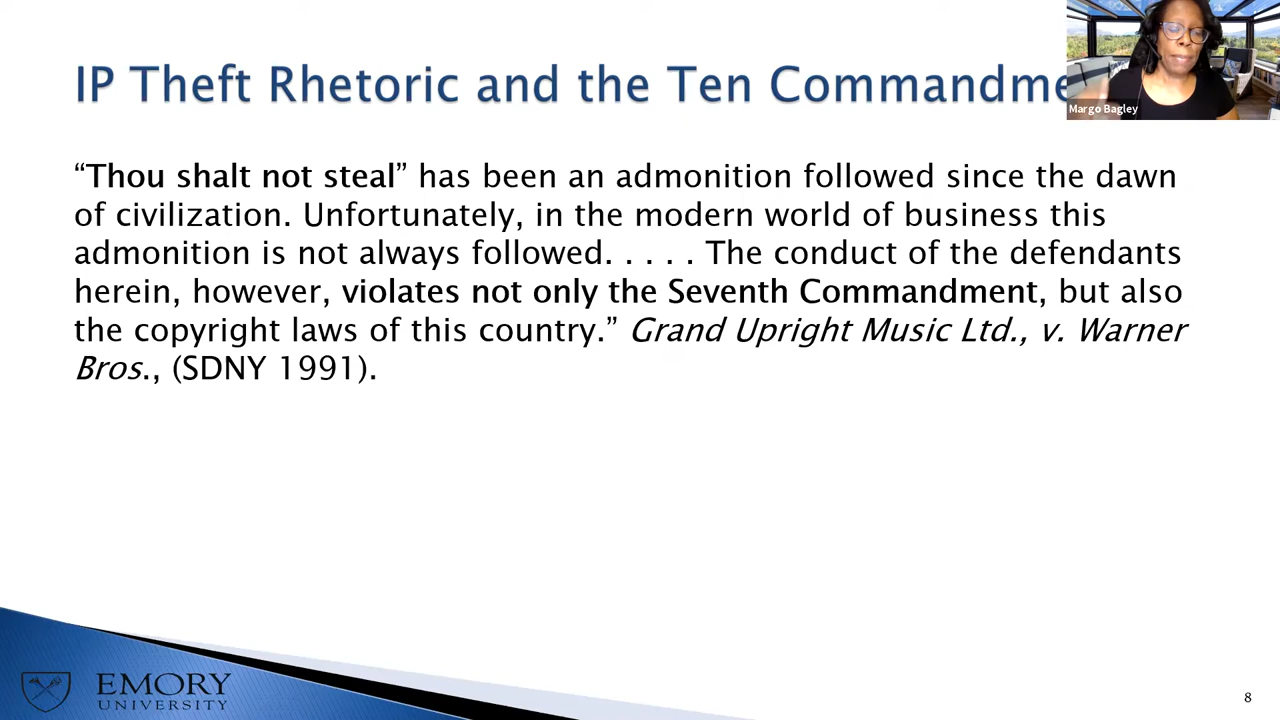 IP Theft Rhetoric and the Ten Commandme
Margo Bagley
“Thou shalt not steal” has been an admonition followed since the dawn
of civilization. Unfortunately, in the modern world of business this
admonition is not always followed. . . . . The conduct of the defendants
herein, however, violates not only the Seventh Commandment, but also
the copyright laws of this country.” Grand Upright Music Ltd., v. Warner
Bros., (SDNY 1991).
EMORY
UNIVERSITY
8